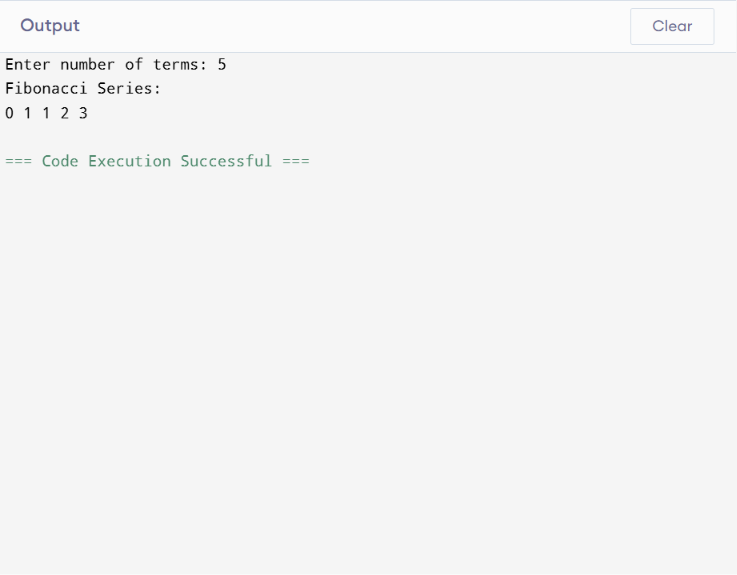 Output
Clear
Enter number of terms: 5
Fibonacci Series:
0 1 1 2 3
=== Code Execution Successful ===